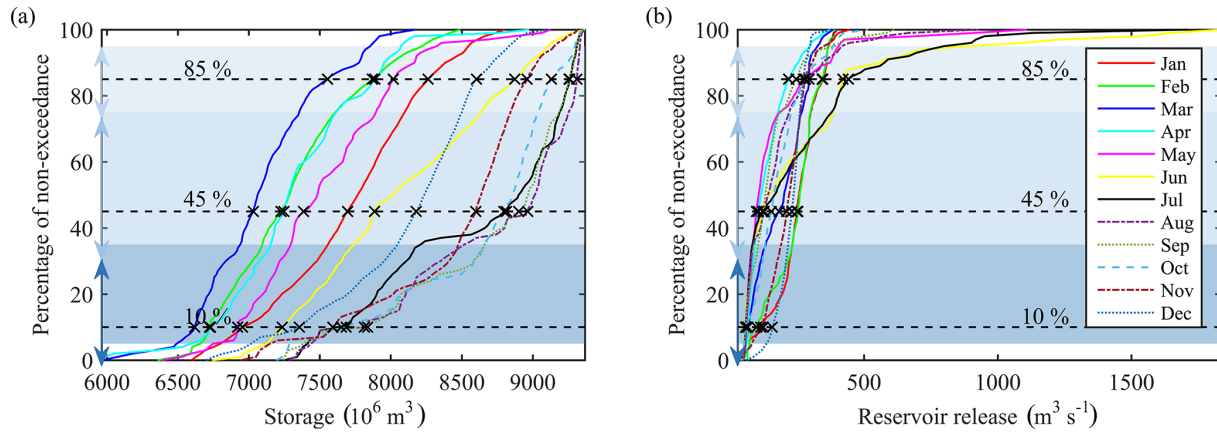 (a)
100
80
60
40
20
0
Percentage of non-exceedance
85 %
45 %
10 %
6000 6500 7000 7500 8000 8500 9000
Storage (10⁶ m³)
(b)
100
80
60
40
20
0
Percentage of non-exceedance
85 %
45 %
10 %
500 1000 1500
Reservoir release (m³ s⁻¹)
Jan
Feb
Mar
Apr
May
Jun
Jul
Aug
Sep
Oct
Nov
Dec